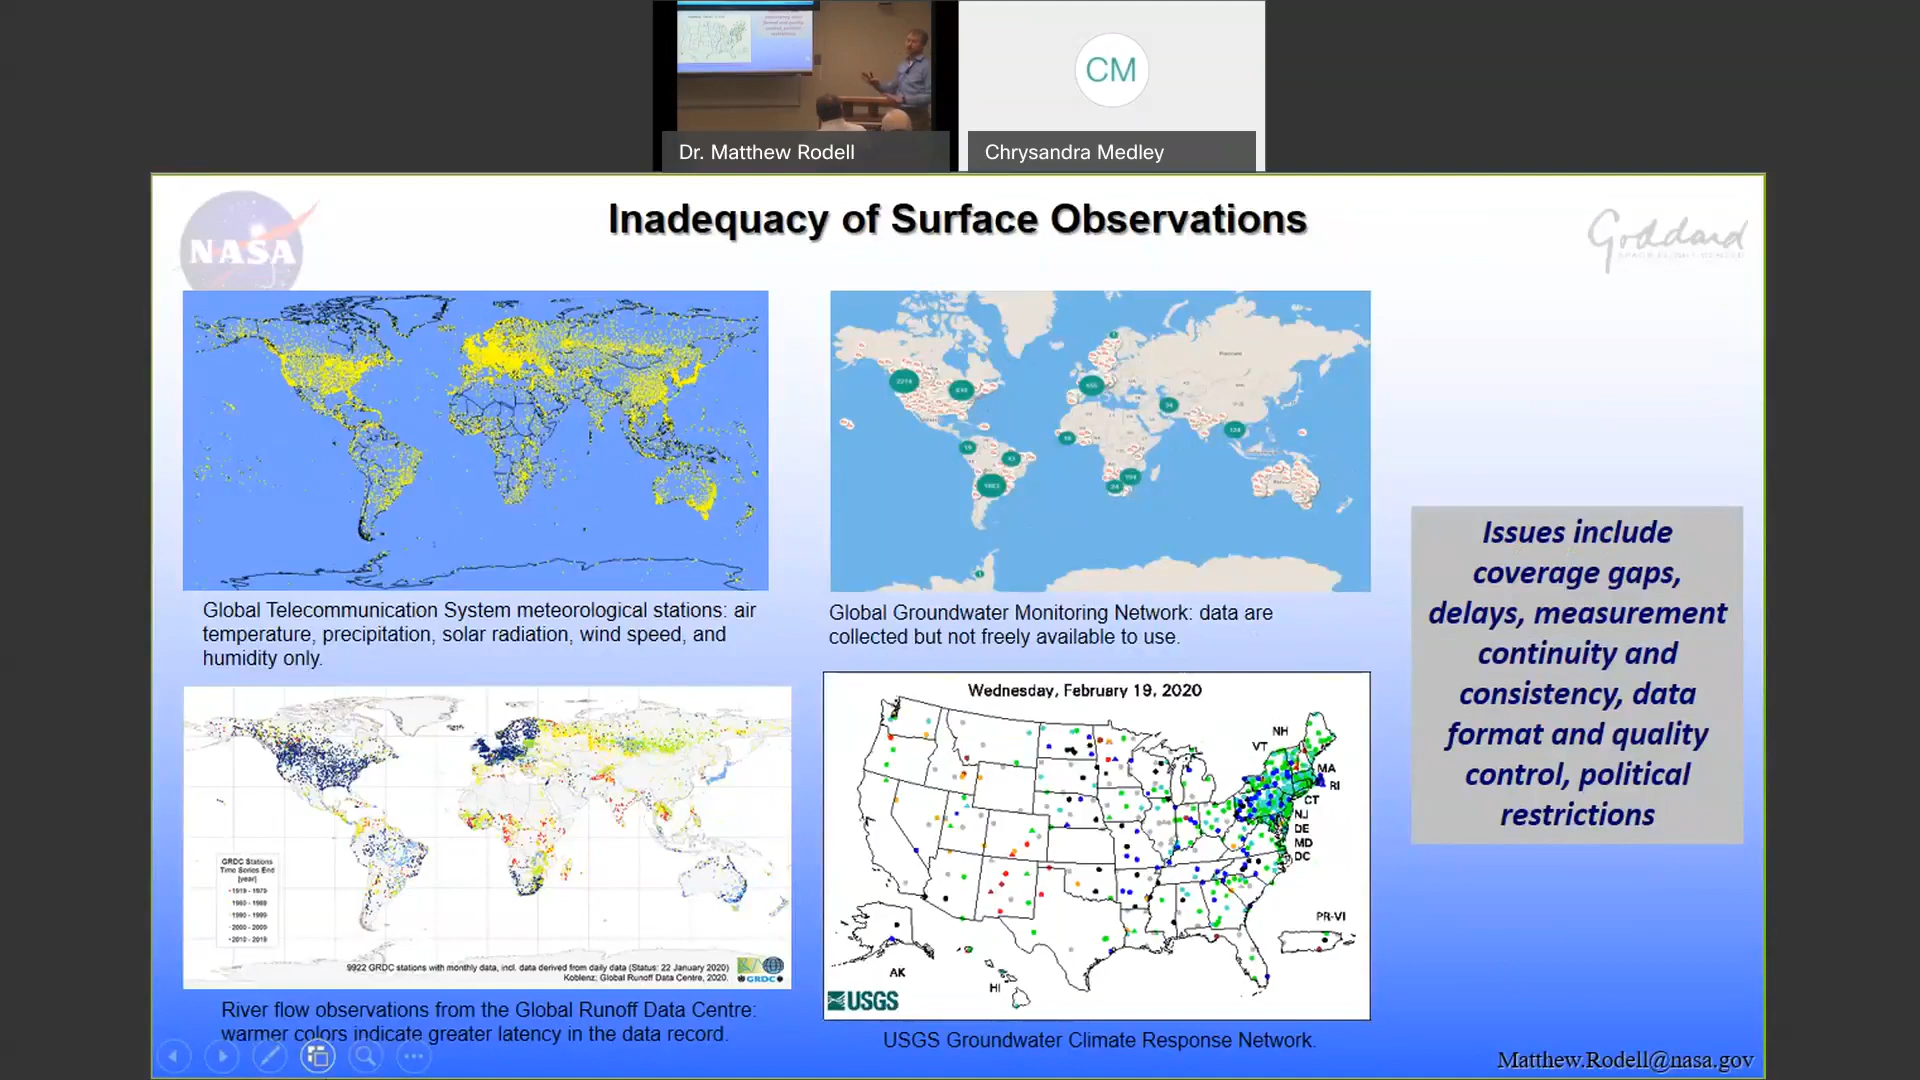 CM
Dr. Matthew Rodell
Chrysandra Medley
Inadequacy of Surface Observations
NASA
Goddard
SPACE FLIGHT CENTER
Global Telecommunication System meteorological stations: air
temperature, precipitation, solar radiation, wind speed, and
humidity only.
Global Groundwater Monitoring Network: data are
collected but not freely available to use.
Issues include
coverage gaps,
delays, measurement
continuity and
consistency, data
format and quality
control, political
restrictions
GRDC Stations
Time Series End
[year]
1919 - 1979
1980 - 1989
1990 - 1999
2000 - 2009
2010 - 2019
9922 GRDC stations with monthly data, incl. data derived from daily data (Status: 22 January 2020)
Koblenz: Global Runoff Data Centre, 2020.
GRDC
River flow observations from the Global Runoff Data Centre:
warmer colors indicate greater latency in the data record.
Wednesday, February 19, 2020
NH
VT
MA
RI
CT
NJ
DE
MD
DC
PR-VI
AK
HI
USGS
USGS Groundwater Climate Response Network.
Matthew.Rodell@nasa.gov